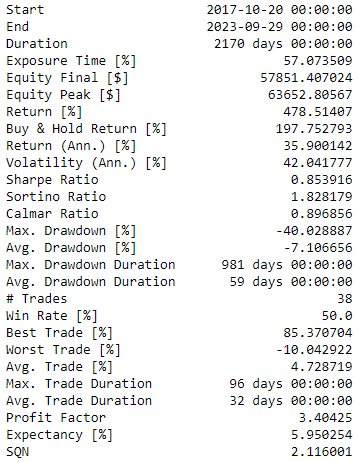 Start 2017-10-20 00:00:00
End 2023-09-29 00:00:00
Duration 2170 days 00:00:00
Exposure Time [%] 57.073509
Equity Final [$] 57851.407024
Equity Peak [$] 63652.80567
Return [%] 478.51407
Buy & Hold Return [%] 197.752793
Return (Ann.) [%] 35.900142
Volatility (Ann.) [%] 42.041777
Sharpe Ratio 0.853916
Sortino Ratio 1.828179
Calmar Ratio 0.896856
Max. Drawdown [%] -40.028887
Avg. Drawdown [%] -7.106656
Max. Drawdown Duration 981 days 00:00:00
Avg. Drawdown Duration 59 days 00:00:00
# Trades 38
Win Rate [%] 50.0
Best Trade [%] 85.370704
Worst Trade [%] -10.042922
Avg. Trade [%] 4.728719
Max. Trade Duration 96 days 00:00:00
Avg. Trade Duration 32 days 00:00:00
Profit Factor 3.40425
Expectancy [%] 5.950254
SQN 2.116001